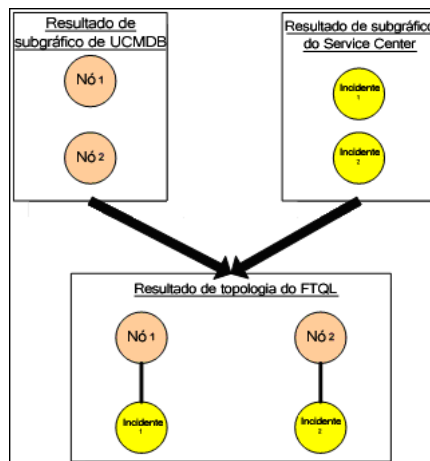 Resultado de
subgráfico de UCMDB
Nó 1
Nó 2
Resultado de subgráfico
do Service Center
Incidente
1
Incidente
2
Resultado de topologia do FTQL
Nó 1
Nó 2
Incidente
1
Incidente
2